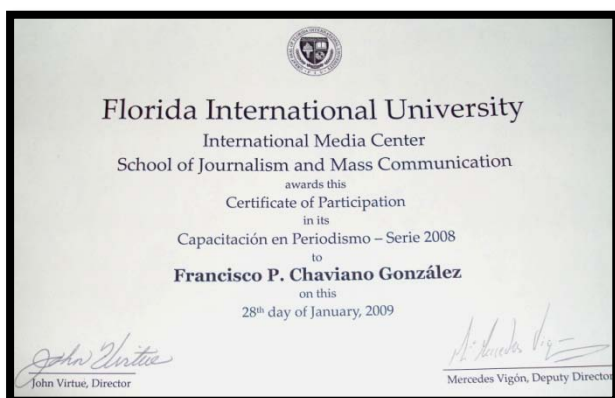 Florida International University
International Media Center
School of Journalism and Mass Communication
awards this
Certificate of Participation
in its
Capacitación en Periodismo – Serie 2008
to
Francisco P. Chaviano González
on this
28th day of January, 2009
John Virtue
John Virtue, Director
Mercedes Vigón, Deputy Director